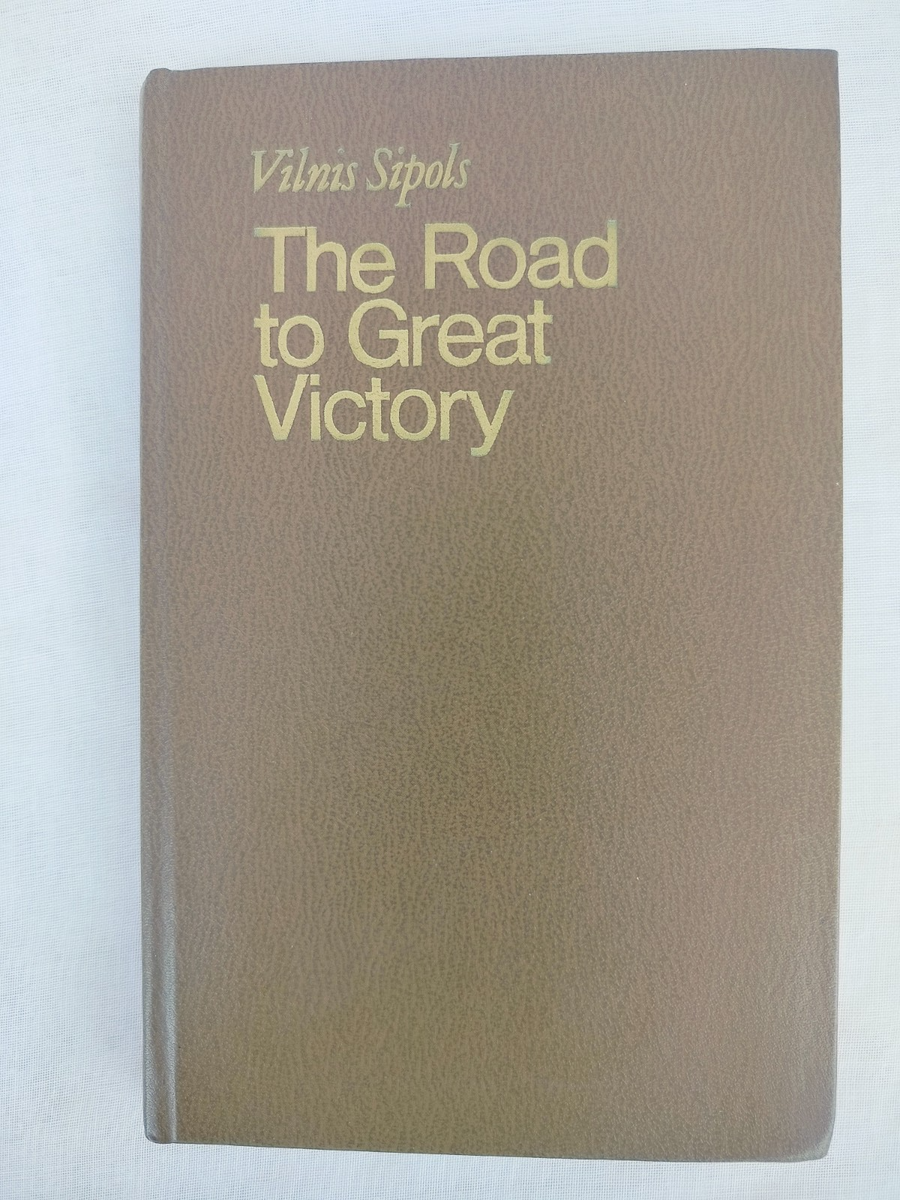 Vilnis Sipols
The Road
to Great
Victory